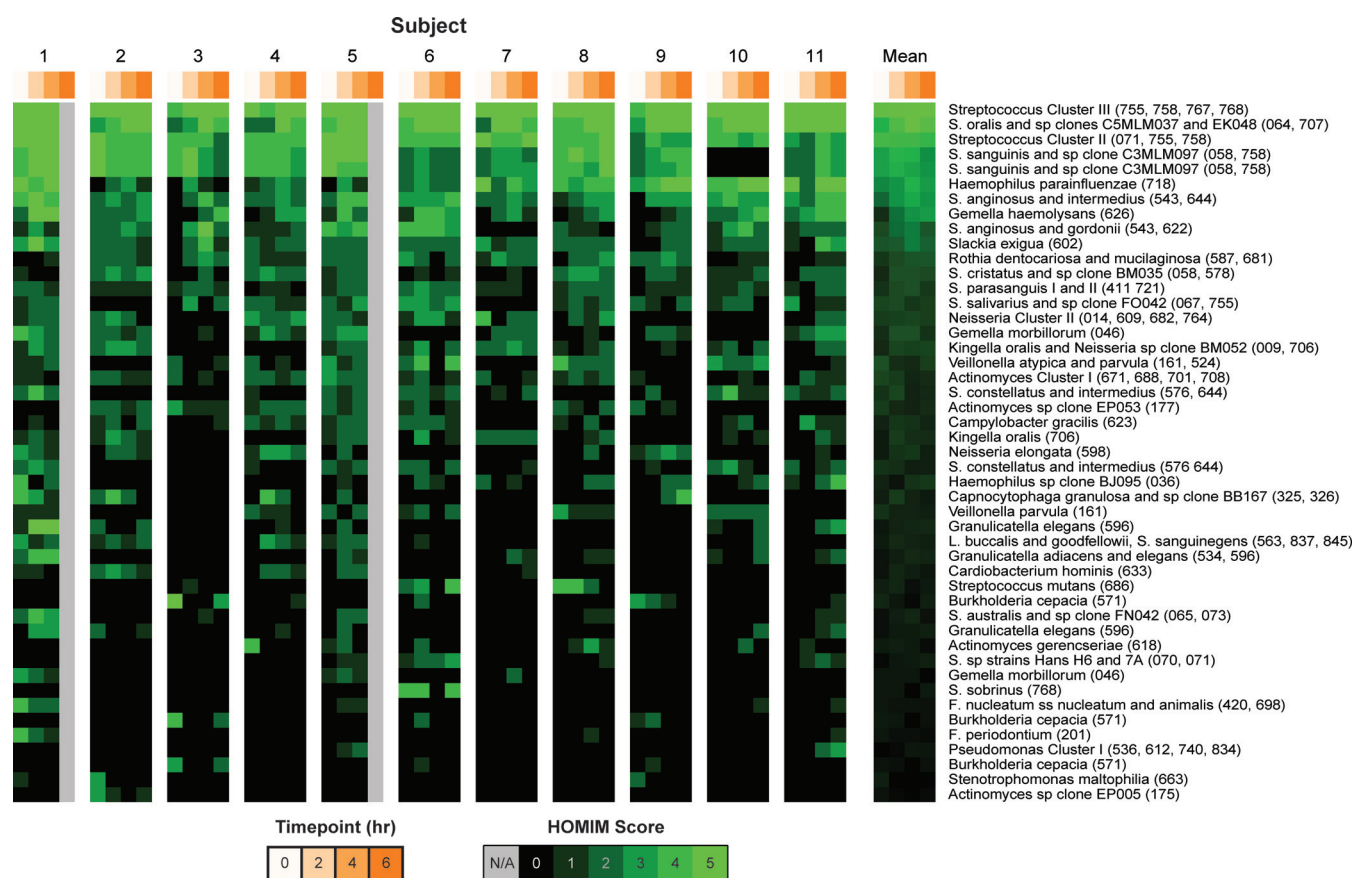 Subject
1 2 3 4 5 6 7 8 9 10 11 Mean
Streptococcus Cluster III (755, 758, 767, 768)
S. oralis and sp clones C5MLM037 and EK048 (064, 707)
Streptococcus Cluster II (071, 755, 758)
S. sanguinis and sp clone C3MLM097 (058, 758)
S. sanguinis and sp clone C3MLM097 (058, 758)
Haemophilus parainfluenzae (718)
S. anginosus and intermedius (543, 644)
Gemella haemolysans (626)
S. anginosus and gordonii (543, 622)
Slackia exigua (602)
Rothia dentocariosa and mucilaginosa (587, 681)
S. cristatus and sp clone BM035 (058, 578)
S. parasanguis I and II (411 721)
S. salivarius and sp clone FO042 (067, 755)
Neisseria Cluster II (014, 609, 682, 764)
Gemella morbillorum (046)
Kingella oralis and Neisseria sp clone BM052 (009, 706)
Veillonella atypica and parvula (161, 524)
Actinomyces Cluster I (671, 688, 701, 708)
S. constellatus and intermedius (576, 644)
Actinomyces sp clone EP053 (177)
Campylobacter gracilis (623)
Kingella oralis (706)
Neisseria elongata (598)
S. constellatus and intermedius (576 644)
Haemophilus sp clone BJ095 (036)
Capnocytophaga granulosa and sp clone BB167 (325, 326)
Veillonella parvula (161)
Granulicatella elegans (596)
L. buccalis and goodfellowii, S. sanguinegens (563, 837, 845)
Granulicatella adiacens and elegans (534, 596)
Cardiobacterium hominis (633)
Streptococcus mutans (686)
Burkholderia cepacia (571)
S. australis and sp clone FN042 (065, 073)
Granulicatella elegans (596)
Actinomyces gerencseriae (618)
S. sp strains Hans H6 and 7A (070, 071)
Gemella morbillorum (046)
S. sobrinus (768)
F. nucleatum ss nucleatum and animalis (420, 698)
Burkholderia cepacia (571)
F. periodontium (201)
Pseudomonas Cluster I (536, 612, 740, 834)
Burkholderia cepacia (571)
Stenotrophomonas maltophilia (663)
Actinomyces sp clone EP005 (175)
Timepoint (hr) HOMIM Score
0 2 4 6 N/A 0 1 2 3 4 5